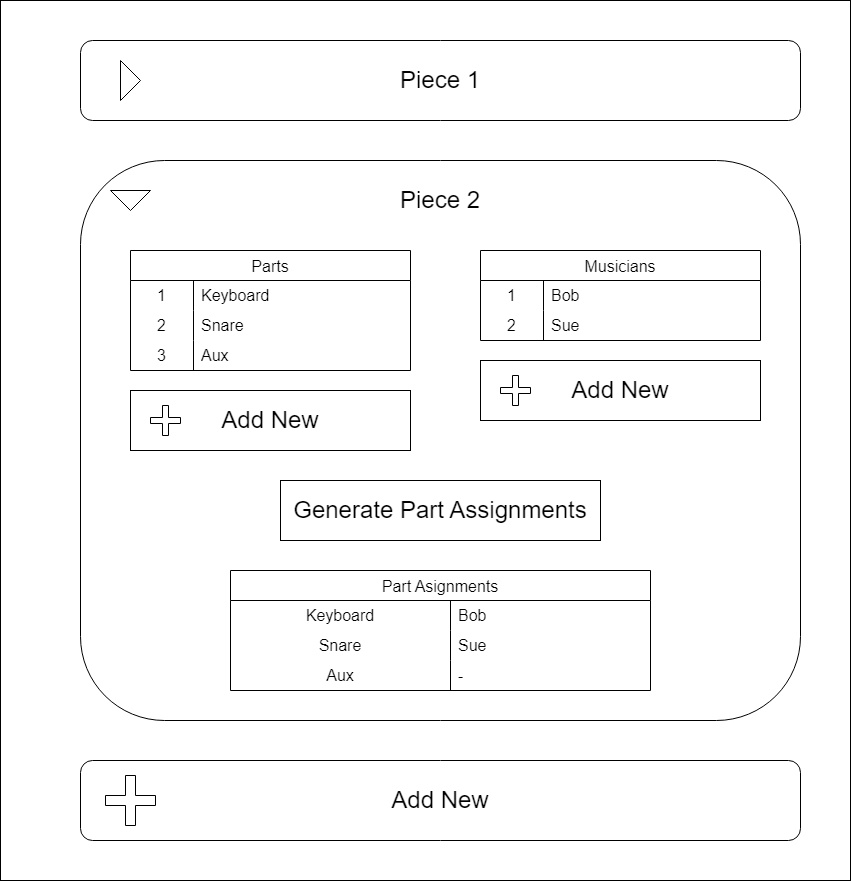 Piece 1
Piece 2
Parts
1 Keyboard
2 Snare
3 Aux
Add New
Musicians
1 Bob
2 Sue
Add New
Generate Part Assignments
Part Asignments
Keyboard Bob
Snare Sue
Aux -
Add New